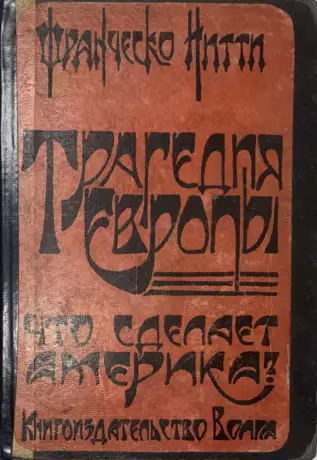 Франческо Нитти
Трагедия
Европы
Что сделает
Америка?
Книгоиздательство Волга